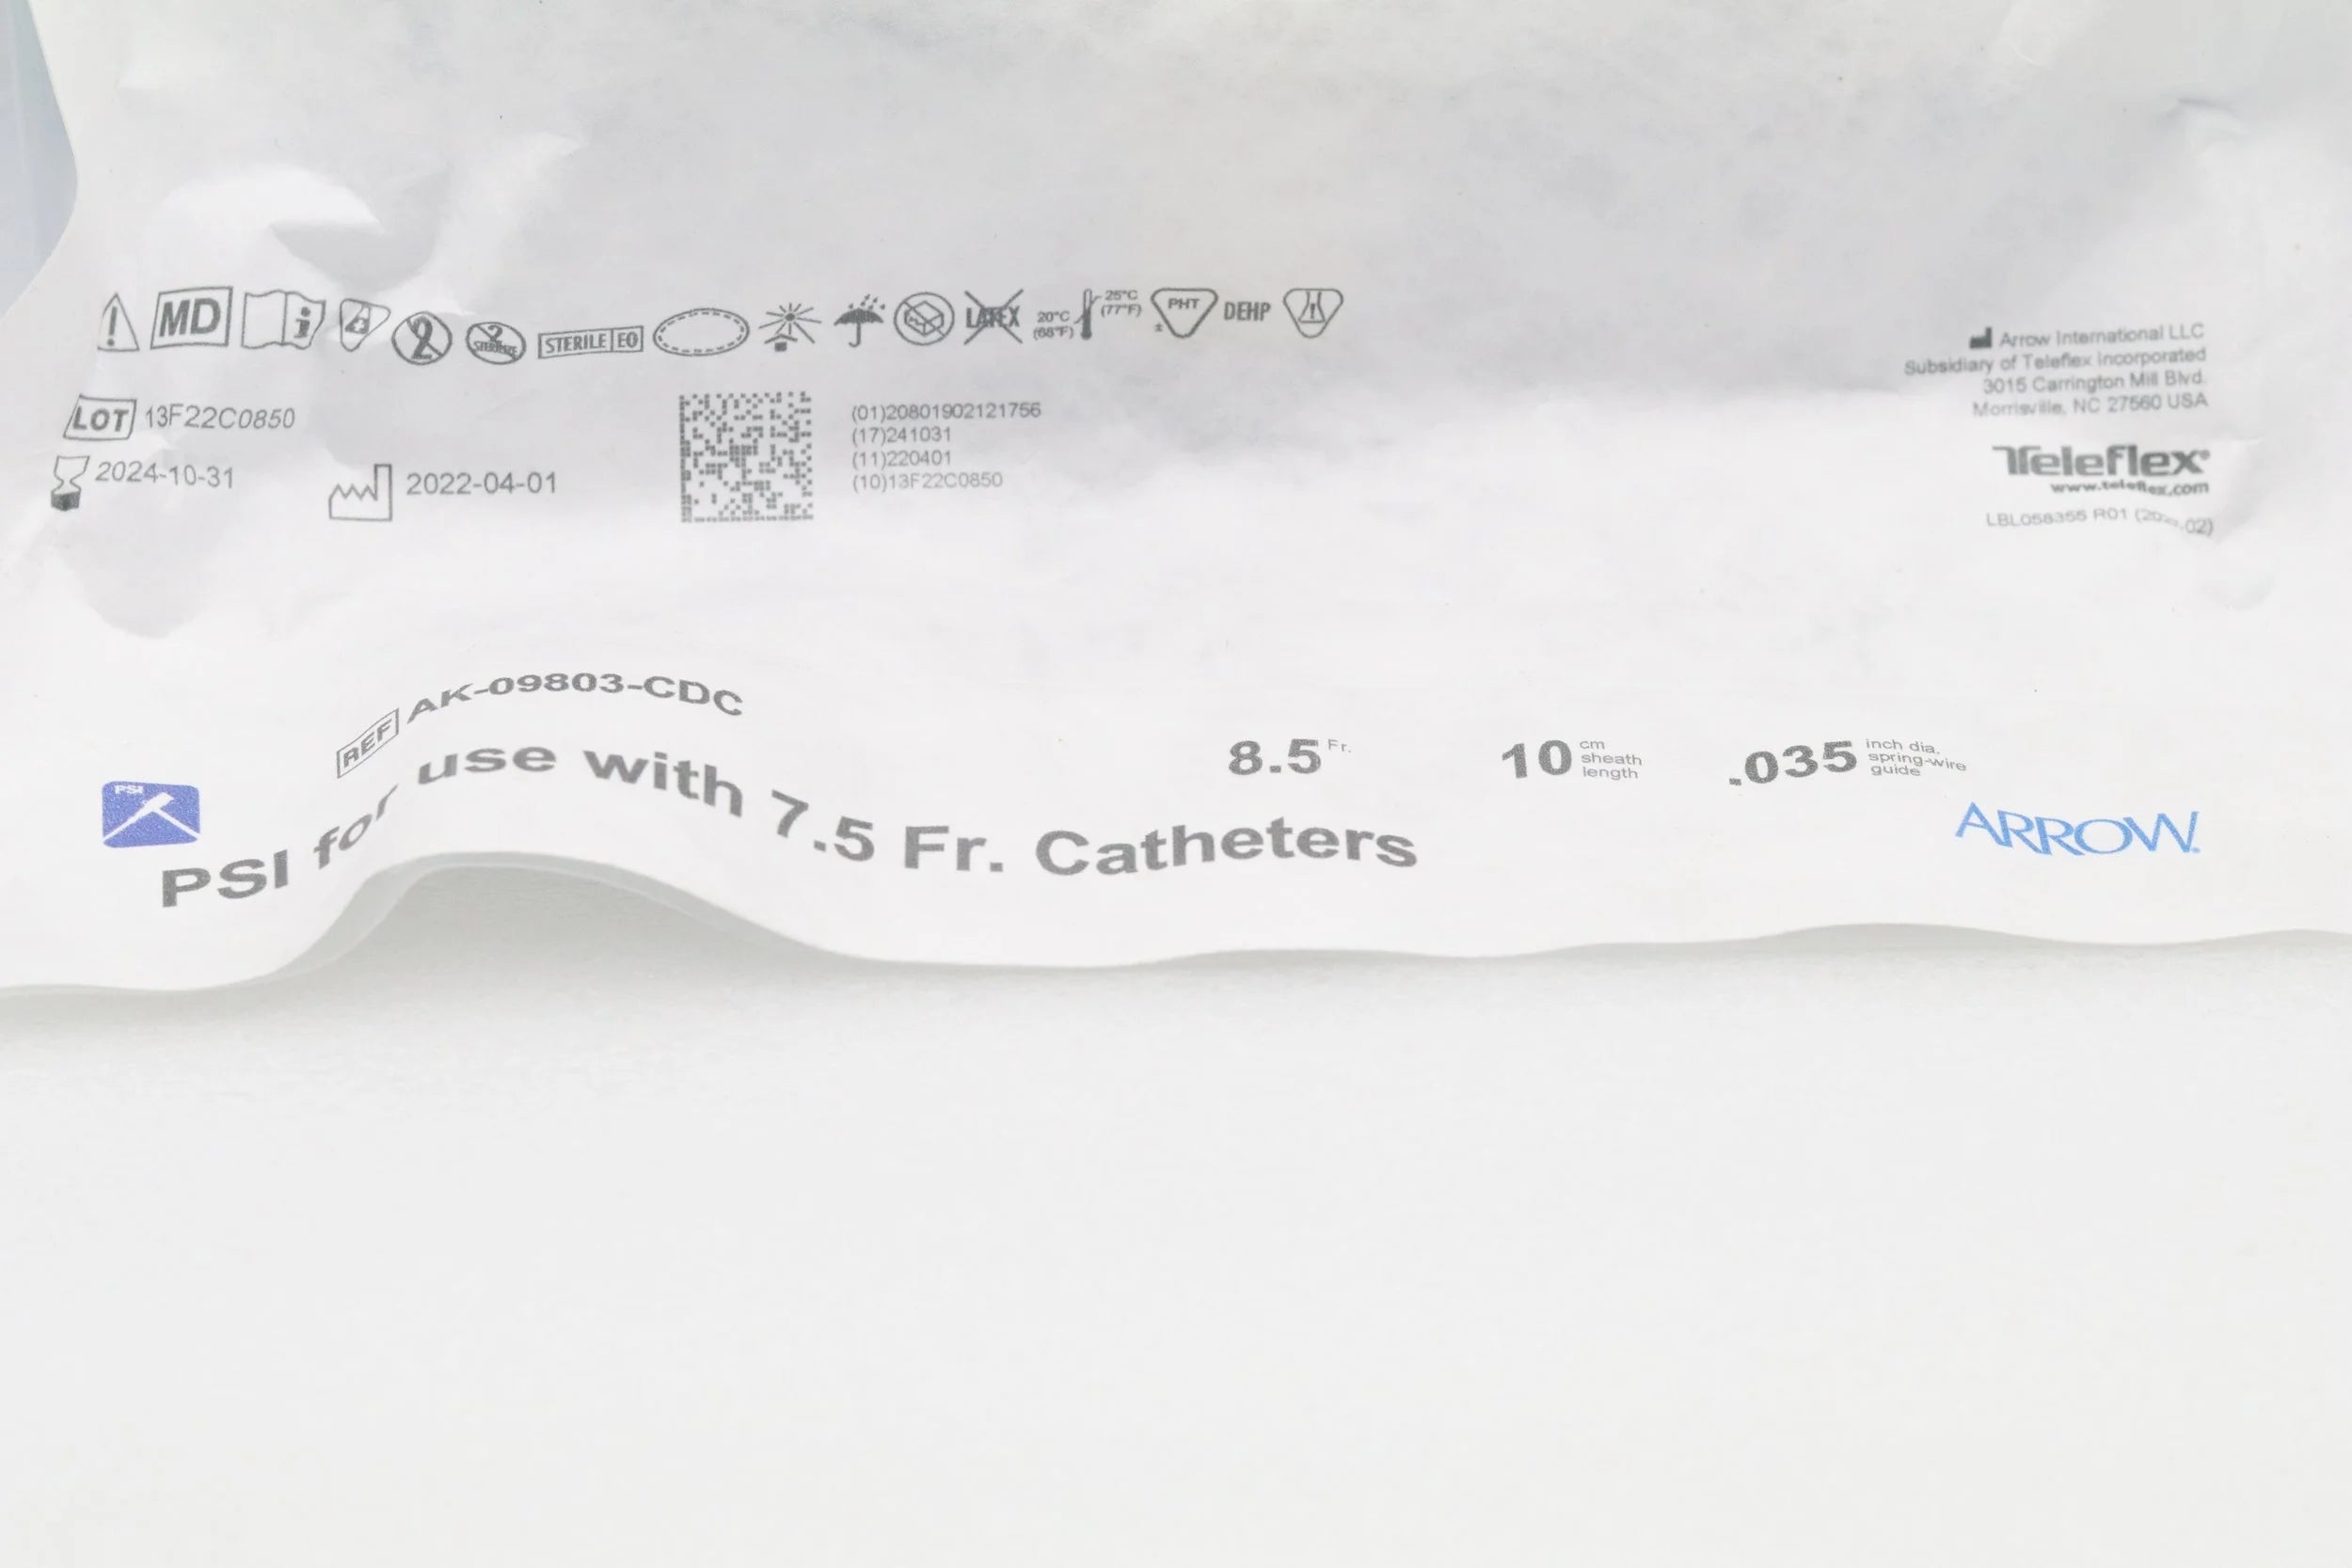 MD
STERILE EO
LATEX
20°C
(68°F)
25°C
(77°F)
PHT
DEHP
LOT 13F22C0850
2024-10-31
2022-04-01
(01)20801902121756
(17)241031
(11)220401
(10)13F22C0850
Arrow International LLC
Subsidiary of Teleflex Incorporated
3015 Carrington Mill Blvd.
Morrisville, NC 27560 USA
Teleflex®
www.teleflex.com
LBL058355 R01
REF AK-09803-CDC
8.5 Fr.
10 cm
sheath
length
.035 inch dia.
spring-wire
guide
PSI
PSI for use with 7.5 Fr. Catheters
ARROW